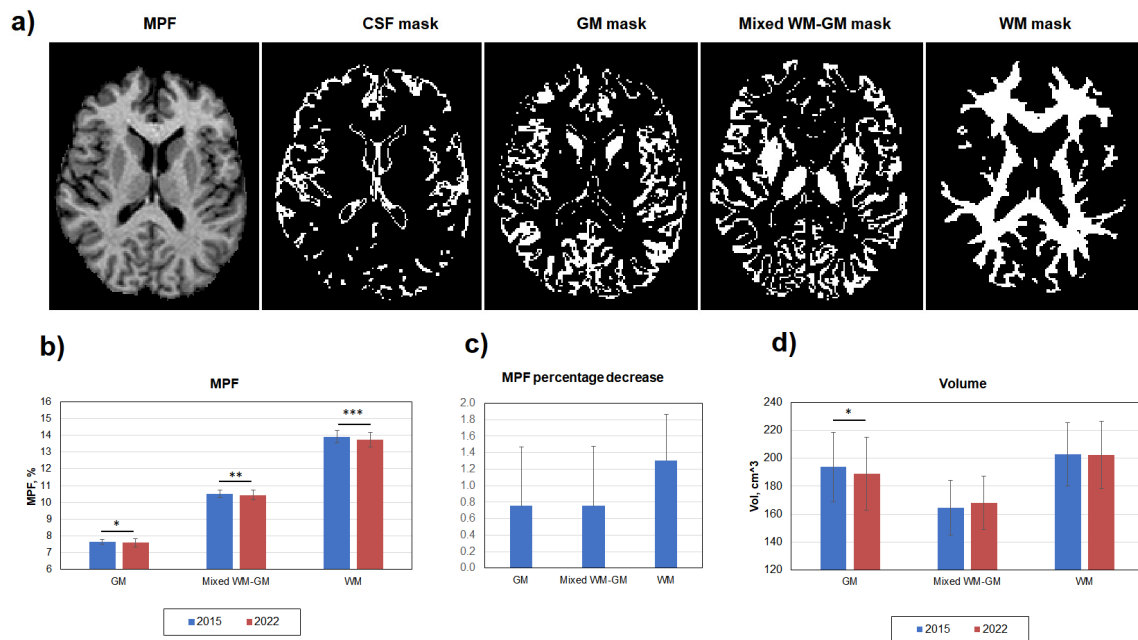 a)
MPF
CSF mask
GM mask
Mixed WM-GM mask
WM mask
b)
MPF
16
15
14
13
12
11
10
9
8
7
6
MPF, %
*
**
***
GM
Mixed WM-GM
WM
2015
2022
c)
MPF percentage decrease
2.0
1.8
1.6
1.4
1.2
1.0
0.8
0.6
0.4
0.2
0.0
GM
Mixed WM-GM
WM
d)
Volume
240
220
200
180
160
140
120
Vol, cm^3
*
GM
Mixed WM-GM
WM
2015
2022